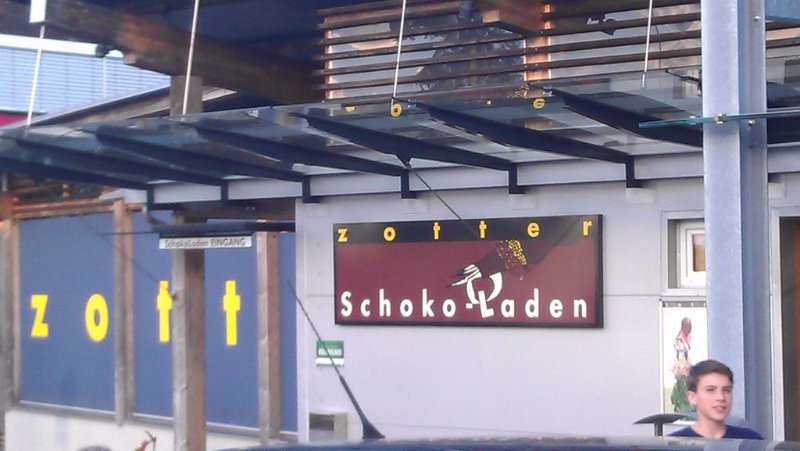 SchokoLaden EINGANG
zott
zotter
Schoko-Laden